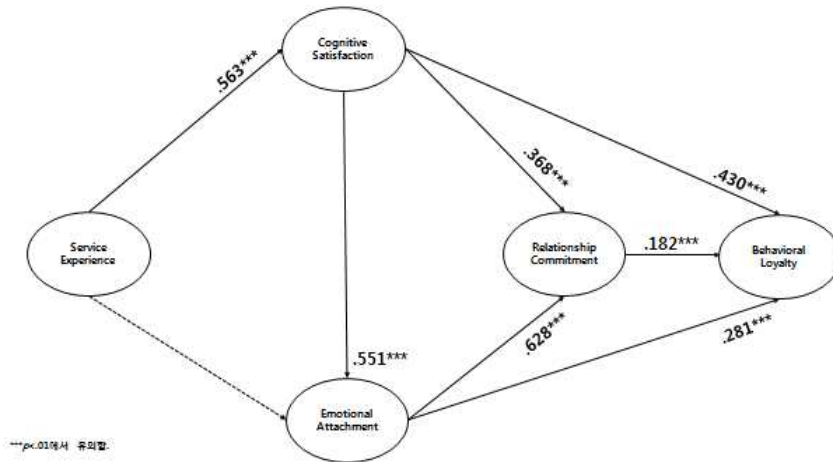 Cognitive
Satisfaction
.563***
.368***
.430***
Service
Experience
Relationship
Commitment
.182***
Behavioral
Loyalty
.628***
.281***
.551***
Emotional
Attachment
***p<.01에서 유의함.